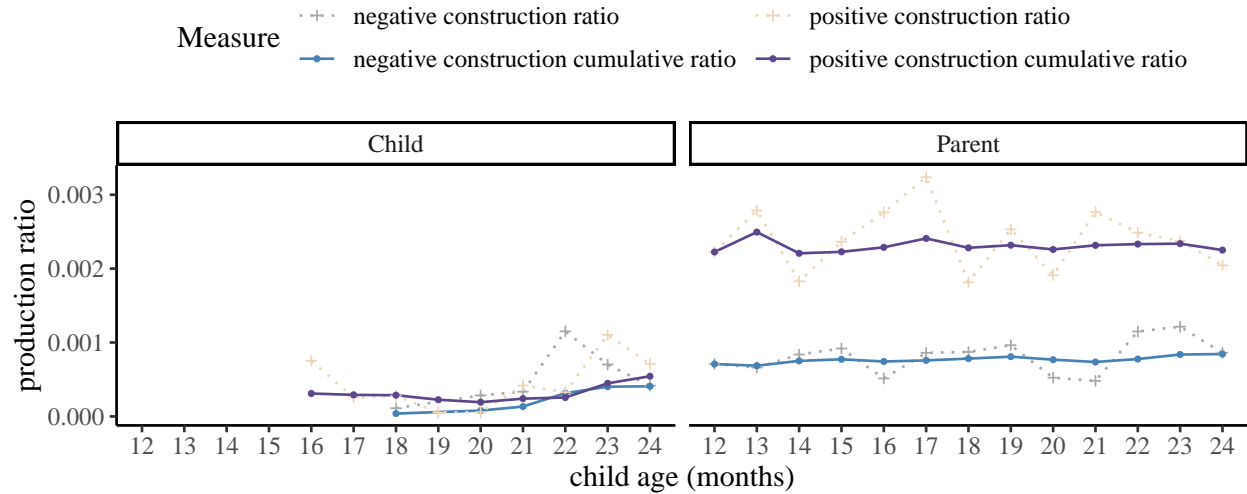 Measure
negative construction ratio
positive construction ratio
negative construction cumulative ratio
positive construction cumulative ratio
Child
Parent
production ratio
0.003
0.002
0.001
0.000
12 13 14 15 16 17 18 19 20 21 22 23 24
12 13 14 15 16 17 18 19 20 21 22 23 24
child age (months)